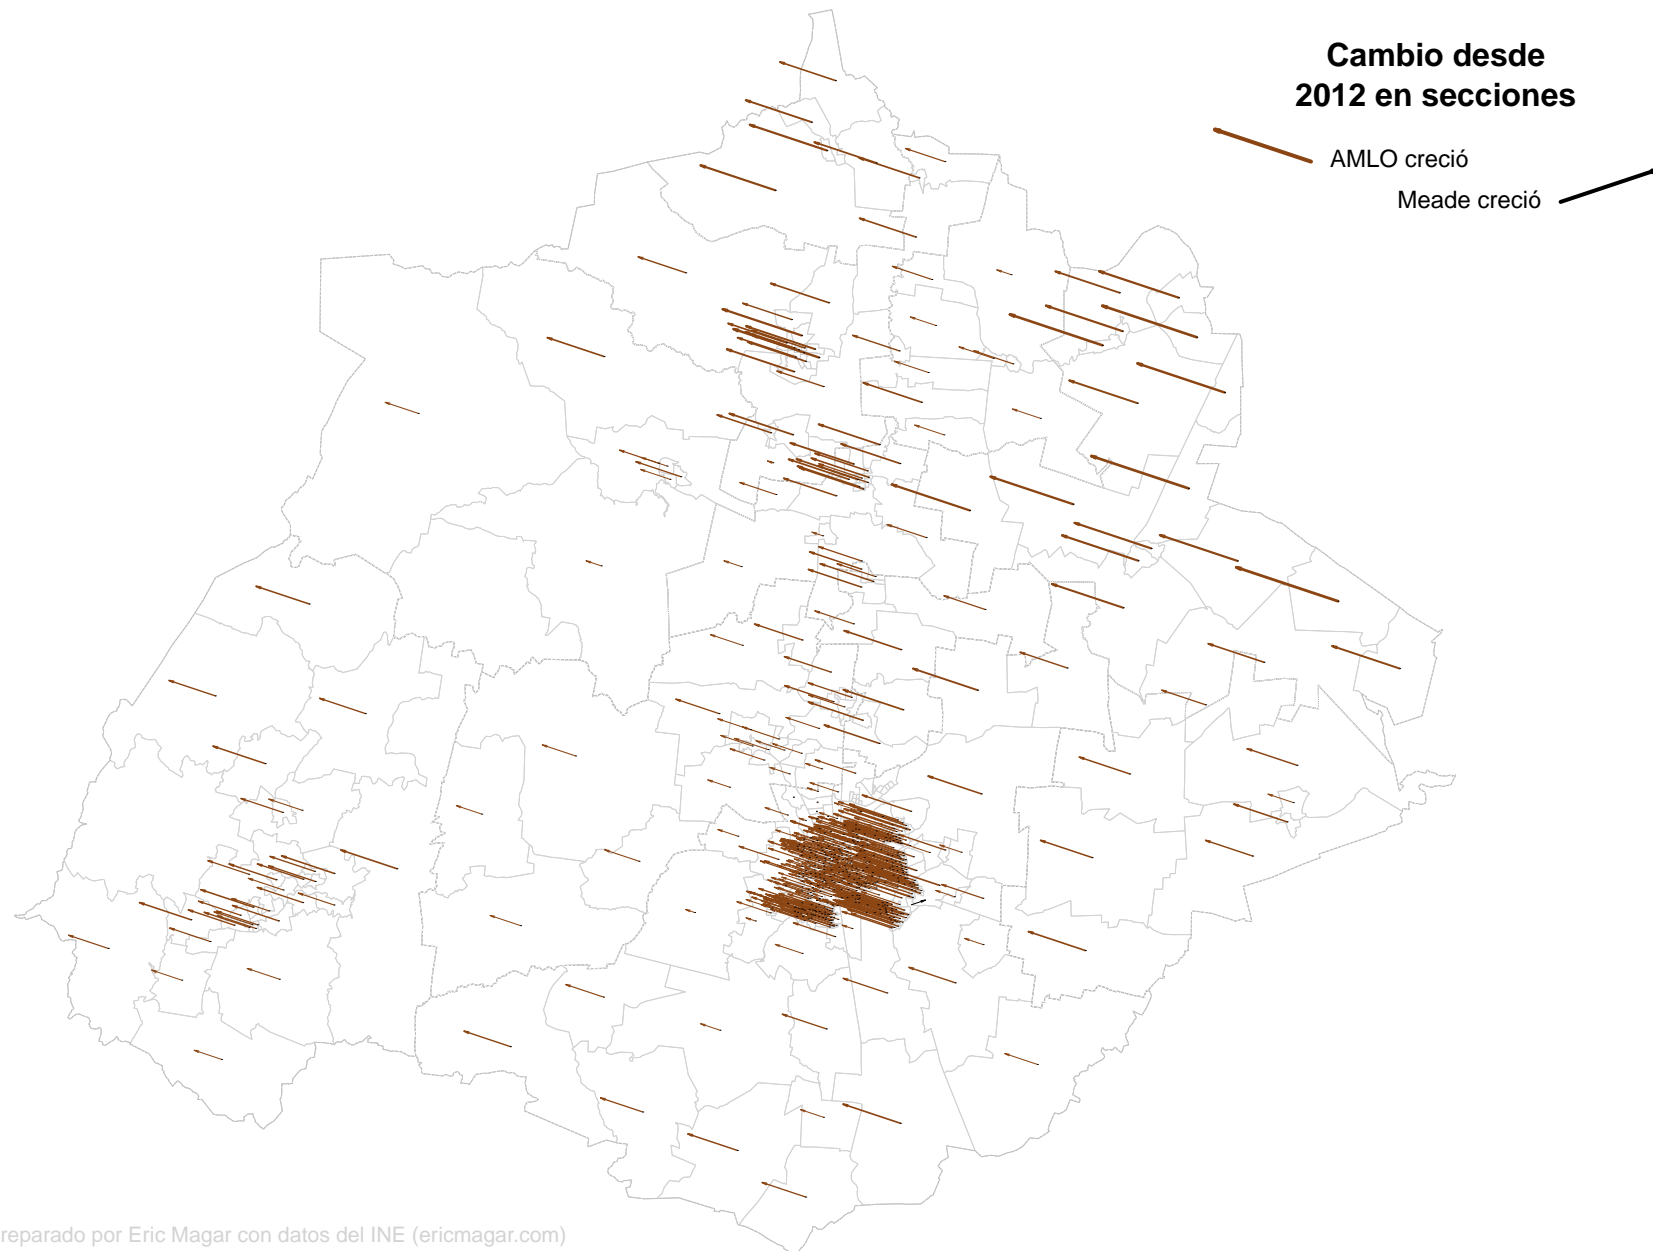 Cambio desde
2012 en secciones
AMLO creció
Meade creció
reparado por Eric Magar con datos del INE (ericmagar.com)